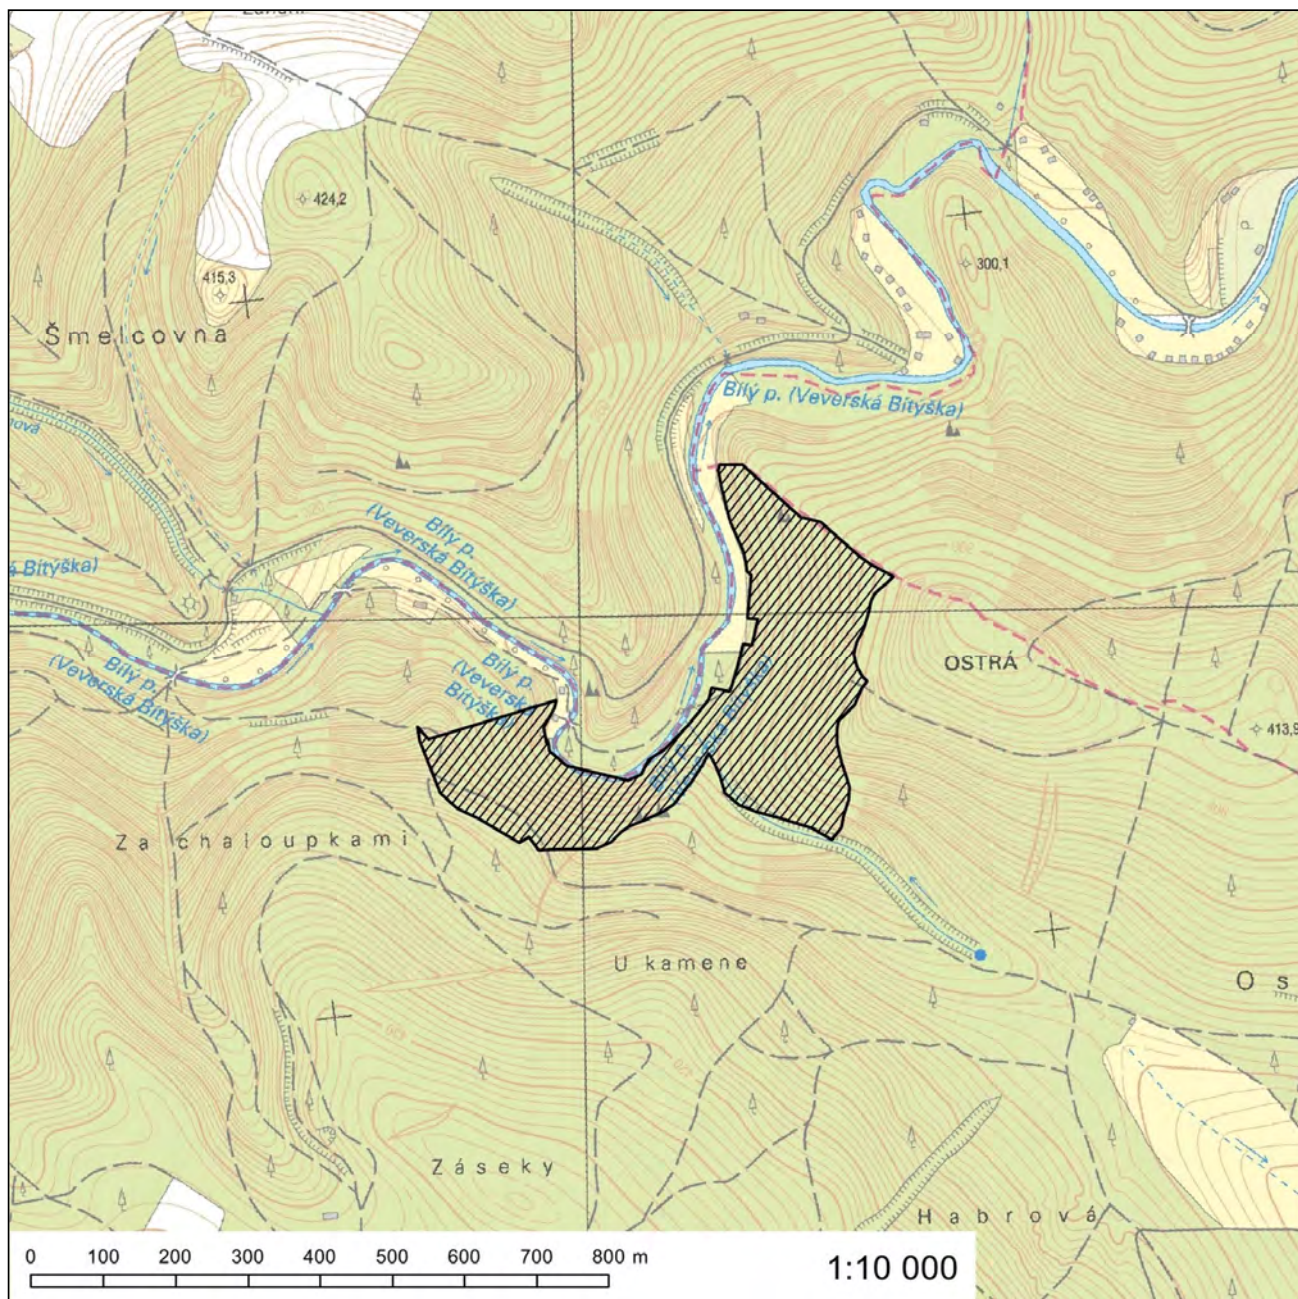 424,2
415,3
300,1
Šmelcovna
Bílý p. (Veverská Bítýška)
nová
Bílý p.
(Veverská Bítýška)
á Bítýška)
Bílý p.
(Veverská
Bítýška)
Bílý p.
(Veverská Bítýška)
OSTRÁ
413,9
Za chaloupkami
U kamene
Os
Záseky
Habrová
0 100 200 300 400 500 600 700 800 m
1:10 000